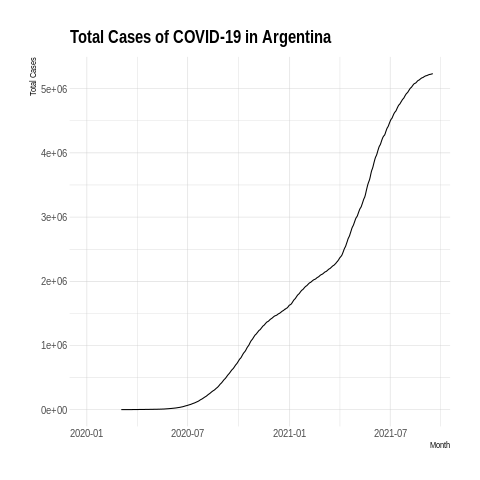 Total Cases of COVID-19 in Argentina
Total Cases
5e+06
4e+06
3e+06
2e+06
1e+06
0e+00
2020-01 2020-07 2021-01 2021-07
Month